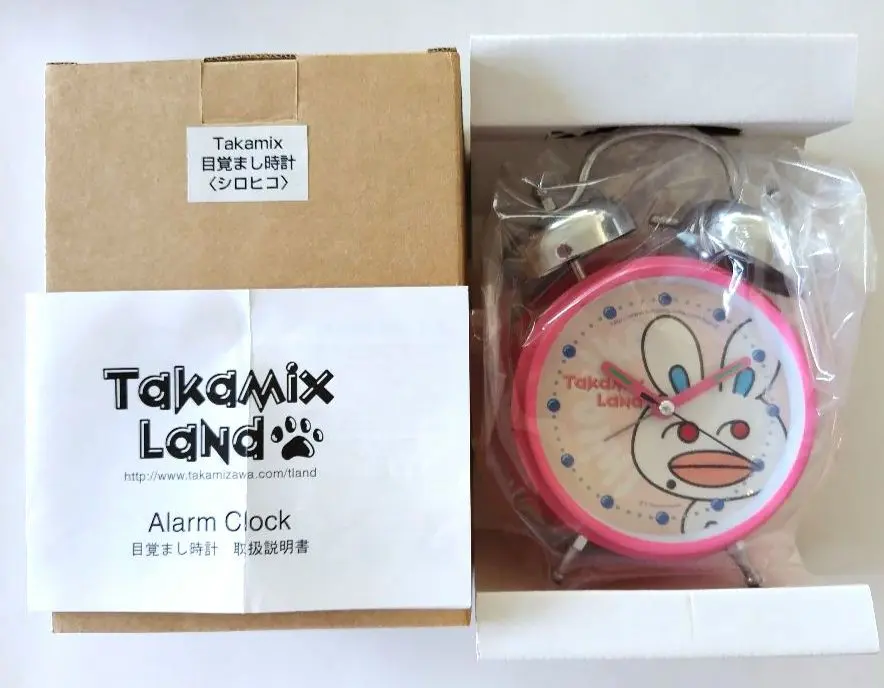 Takamix
目覚まし時計
〈シロヒコ〉
Takamix
Land
http://www.takamizawa.com/tland
Alarm Clock
目覚まし時計 取扱説明書
Takamix
Land